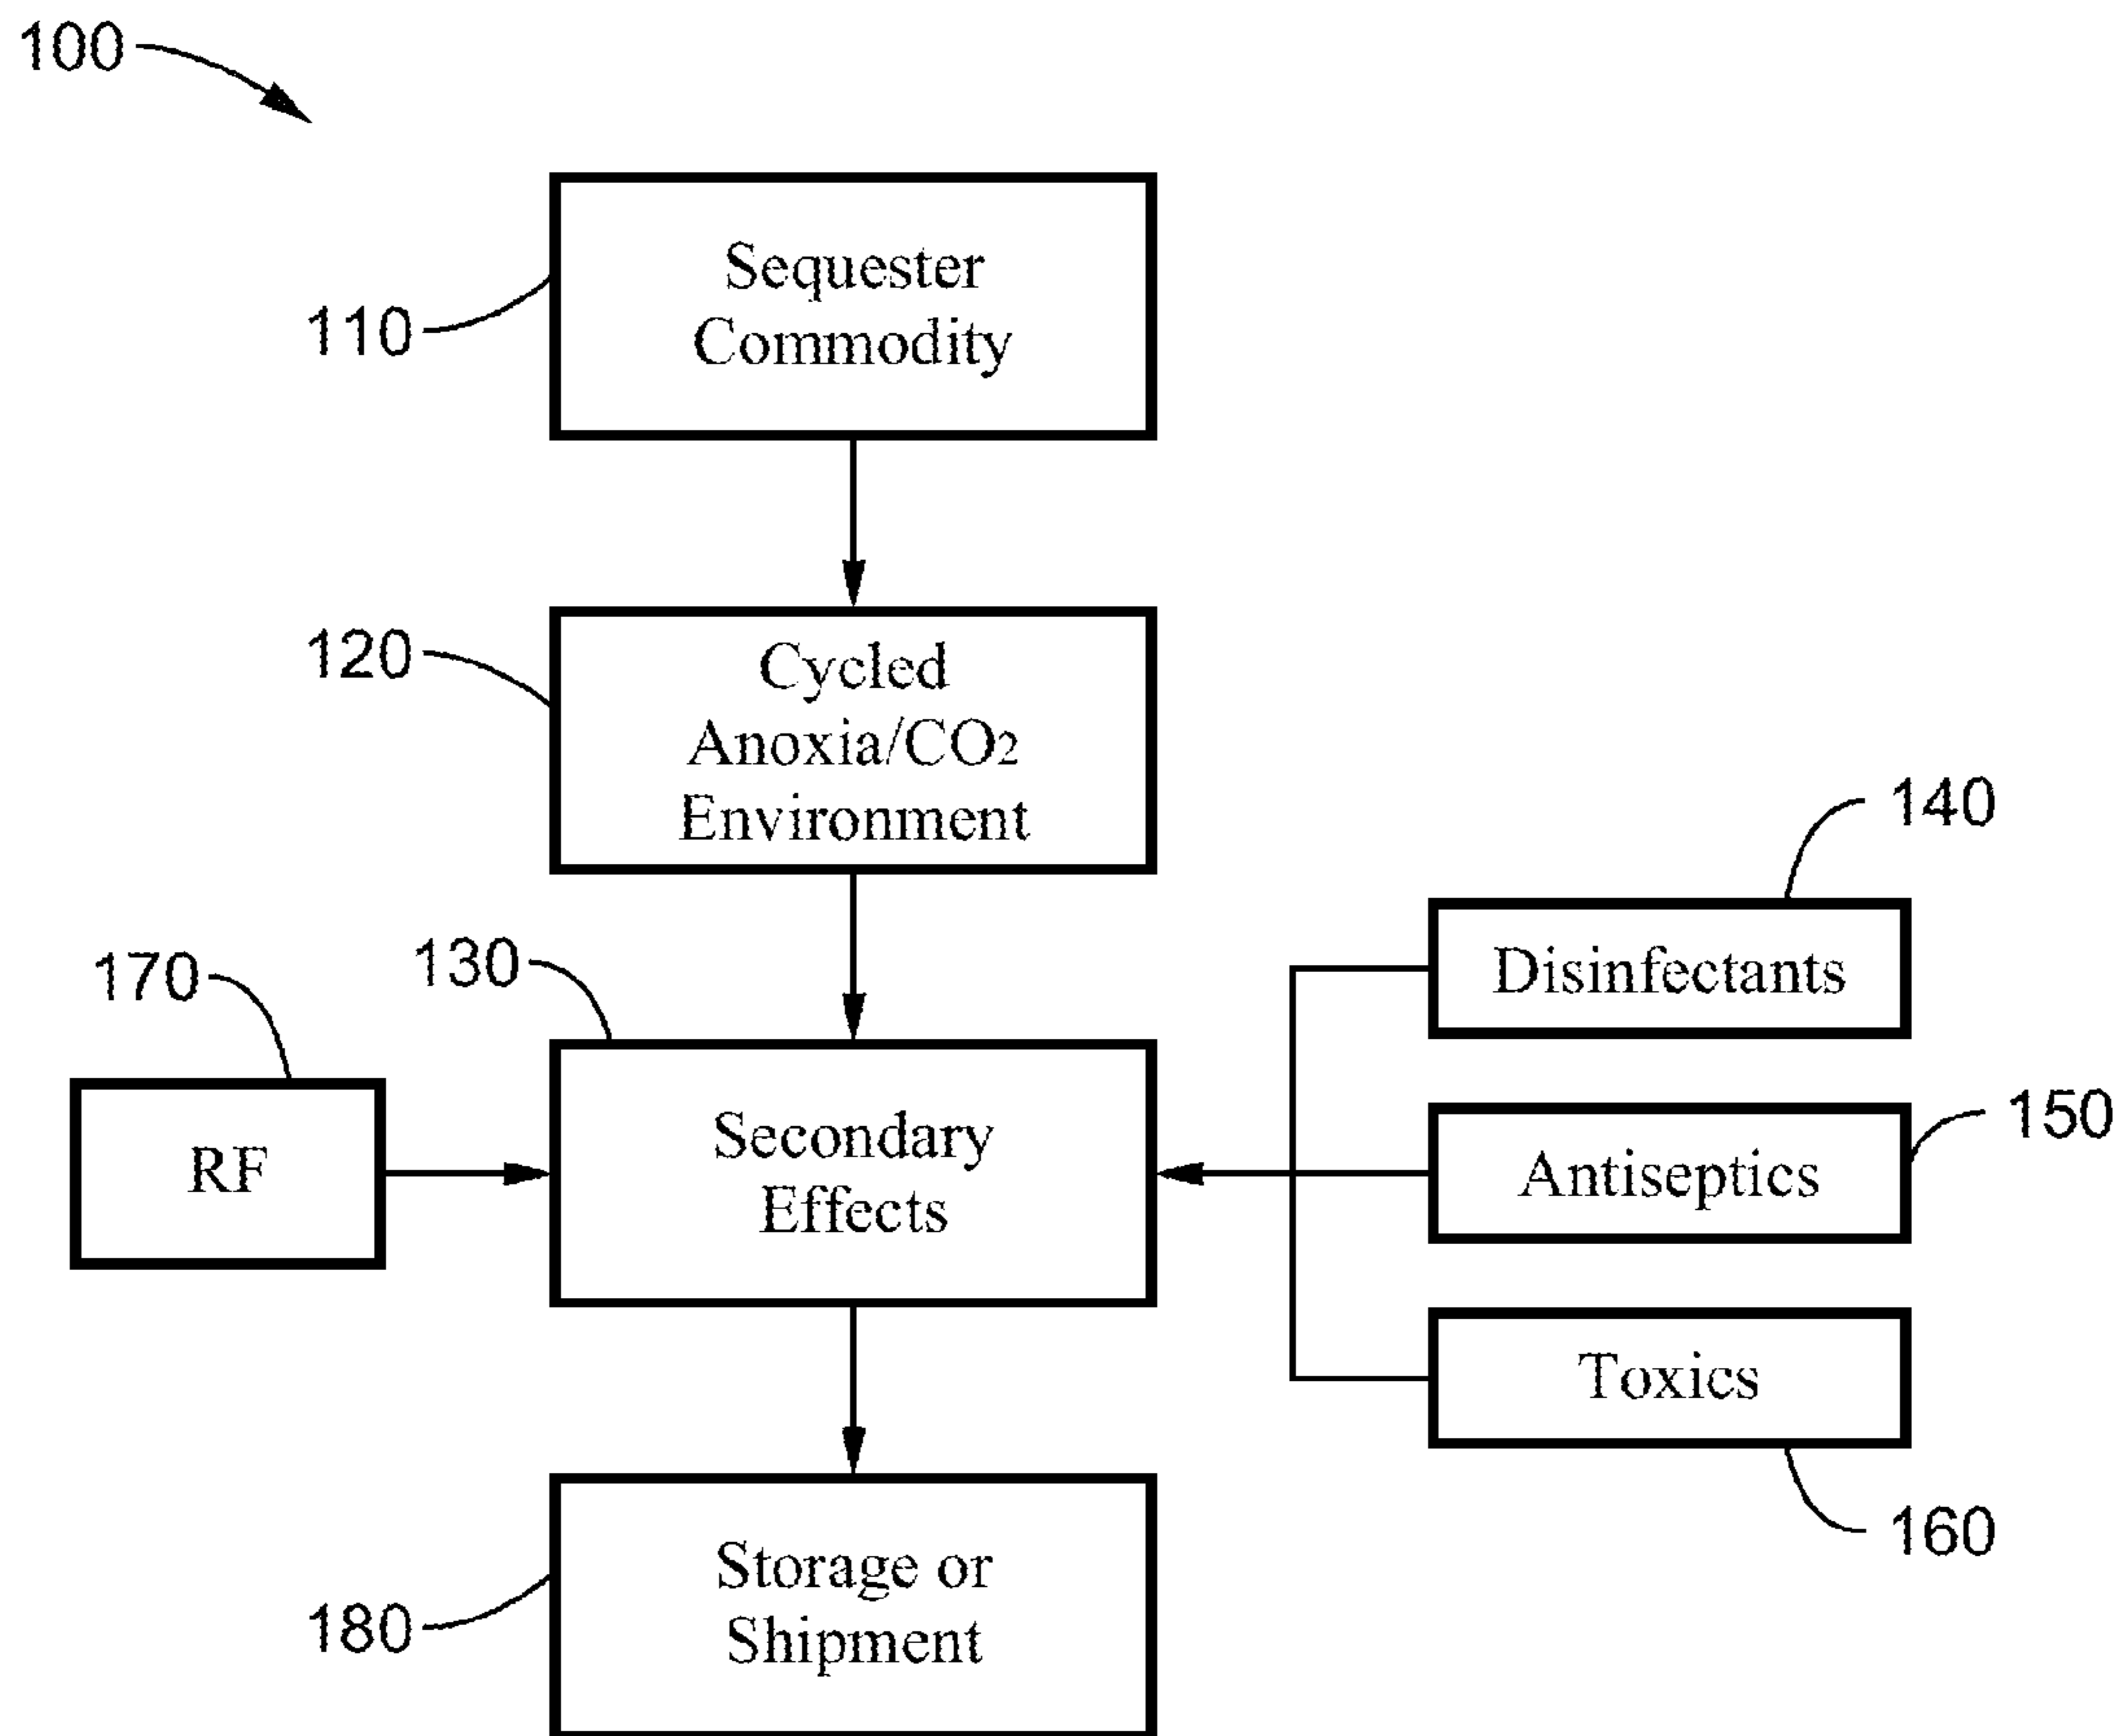 100
Sequester
Commodity
110
Cycled
Anoxia/CO₂
Environment
120
140
Disinfectants
170
130
RF
Secondary
Effects
150
Antiseptics
Toxics
160
Storage or
Shipment
180